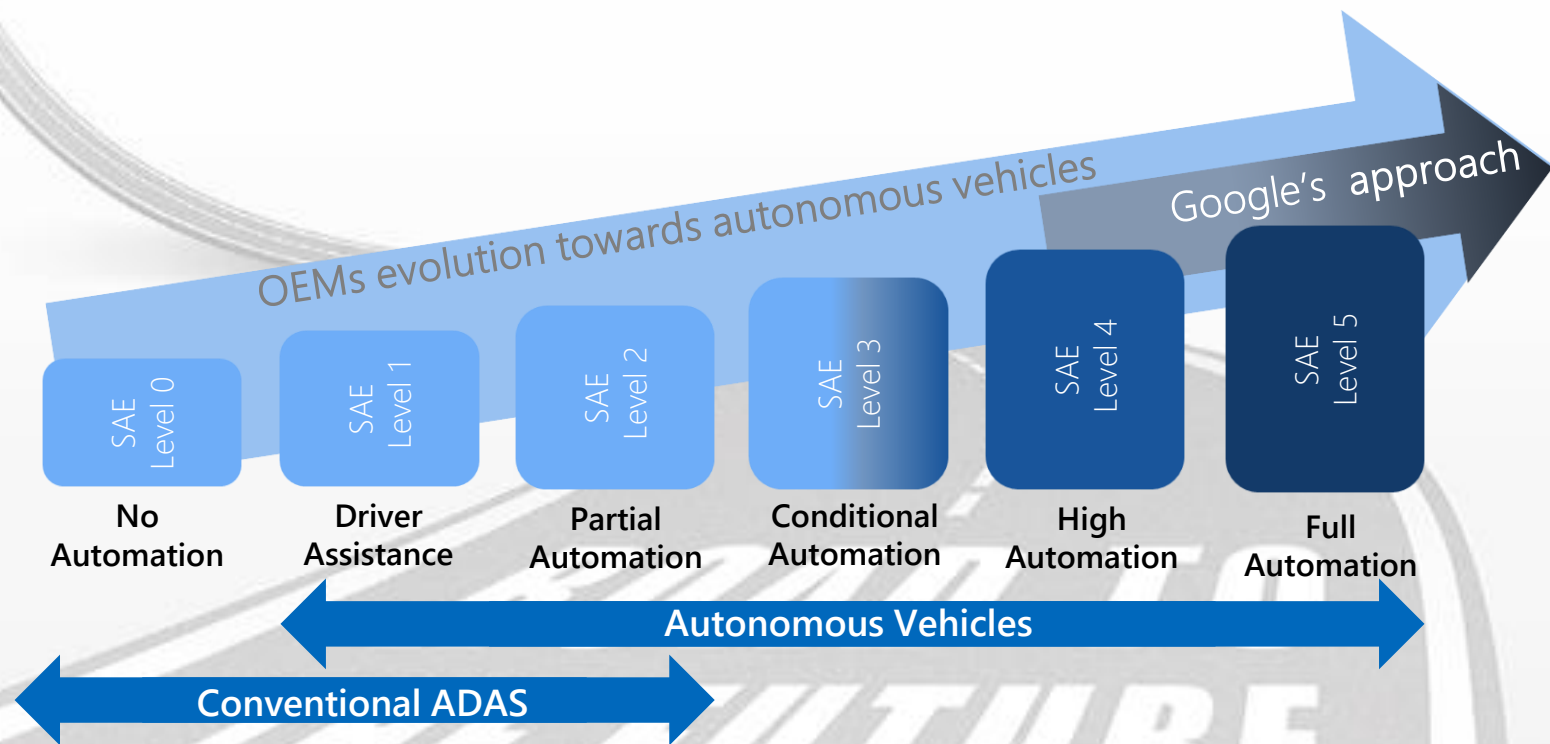 OEMs evolution towards autonomous vehicles
Google's approach
SAE
Level 0
SAE
Level 1
SAE
Level 2
SAE
Level 3
SAE
Level 4
SAE
Level 5
No
Automation
Driver
Assistance
Partial
Automation
Conditional
Automation
High
Automation
Full
Automation
Autonomous Vehicles
Conventional ADAS